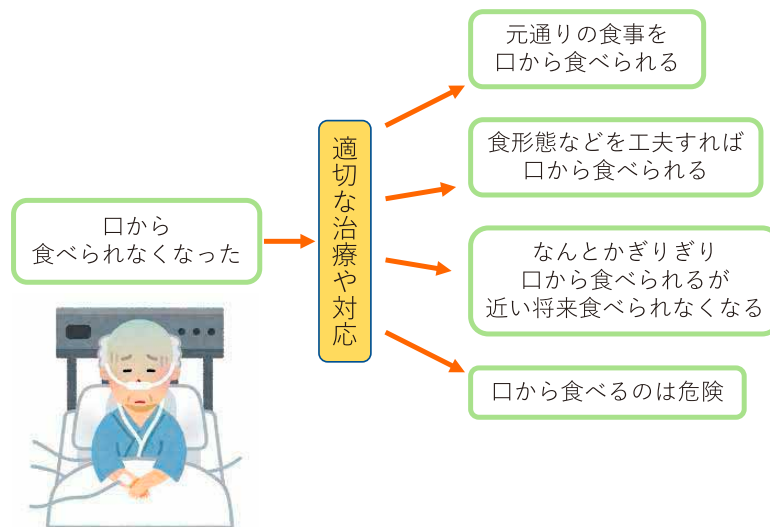 口から
食べられなくなった
適切な治療や対応
元通りの食事を
口から食べられる
食形態などを工夫すれば
口から食べられる
なんとかぎりぎり
口から食べられるが
近い将来食べられなくなる
口から食べるのは危険